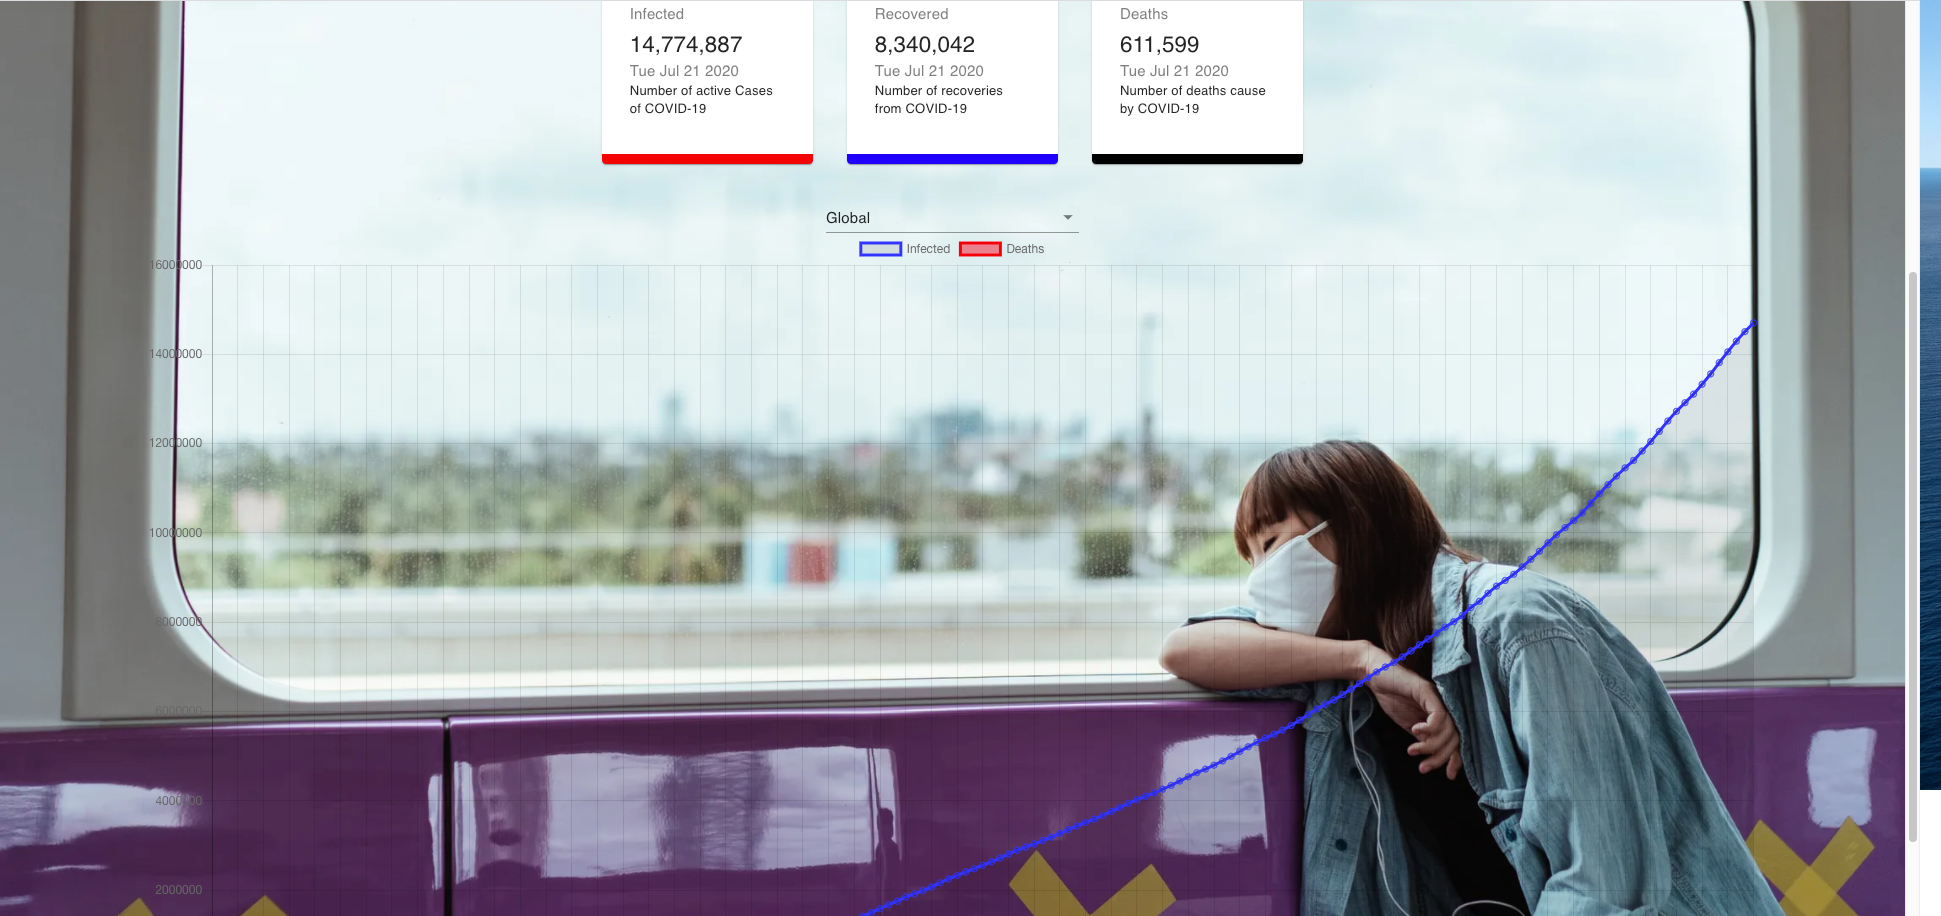 Infected
14,774,887
Tue Jul 21 2020
Number of active Cases
of COVID-19
Recovered
8,340,042
Tue Jul 21 2020
Number of recoveries
from COVID-19
Deaths
611,599
Tue Jul 21 2020
Number of deaths cause
by COVID-19
Global
Infected Deaths
16000000
14000000
12000000
10000000
8000000
6000000
4000000
2000000